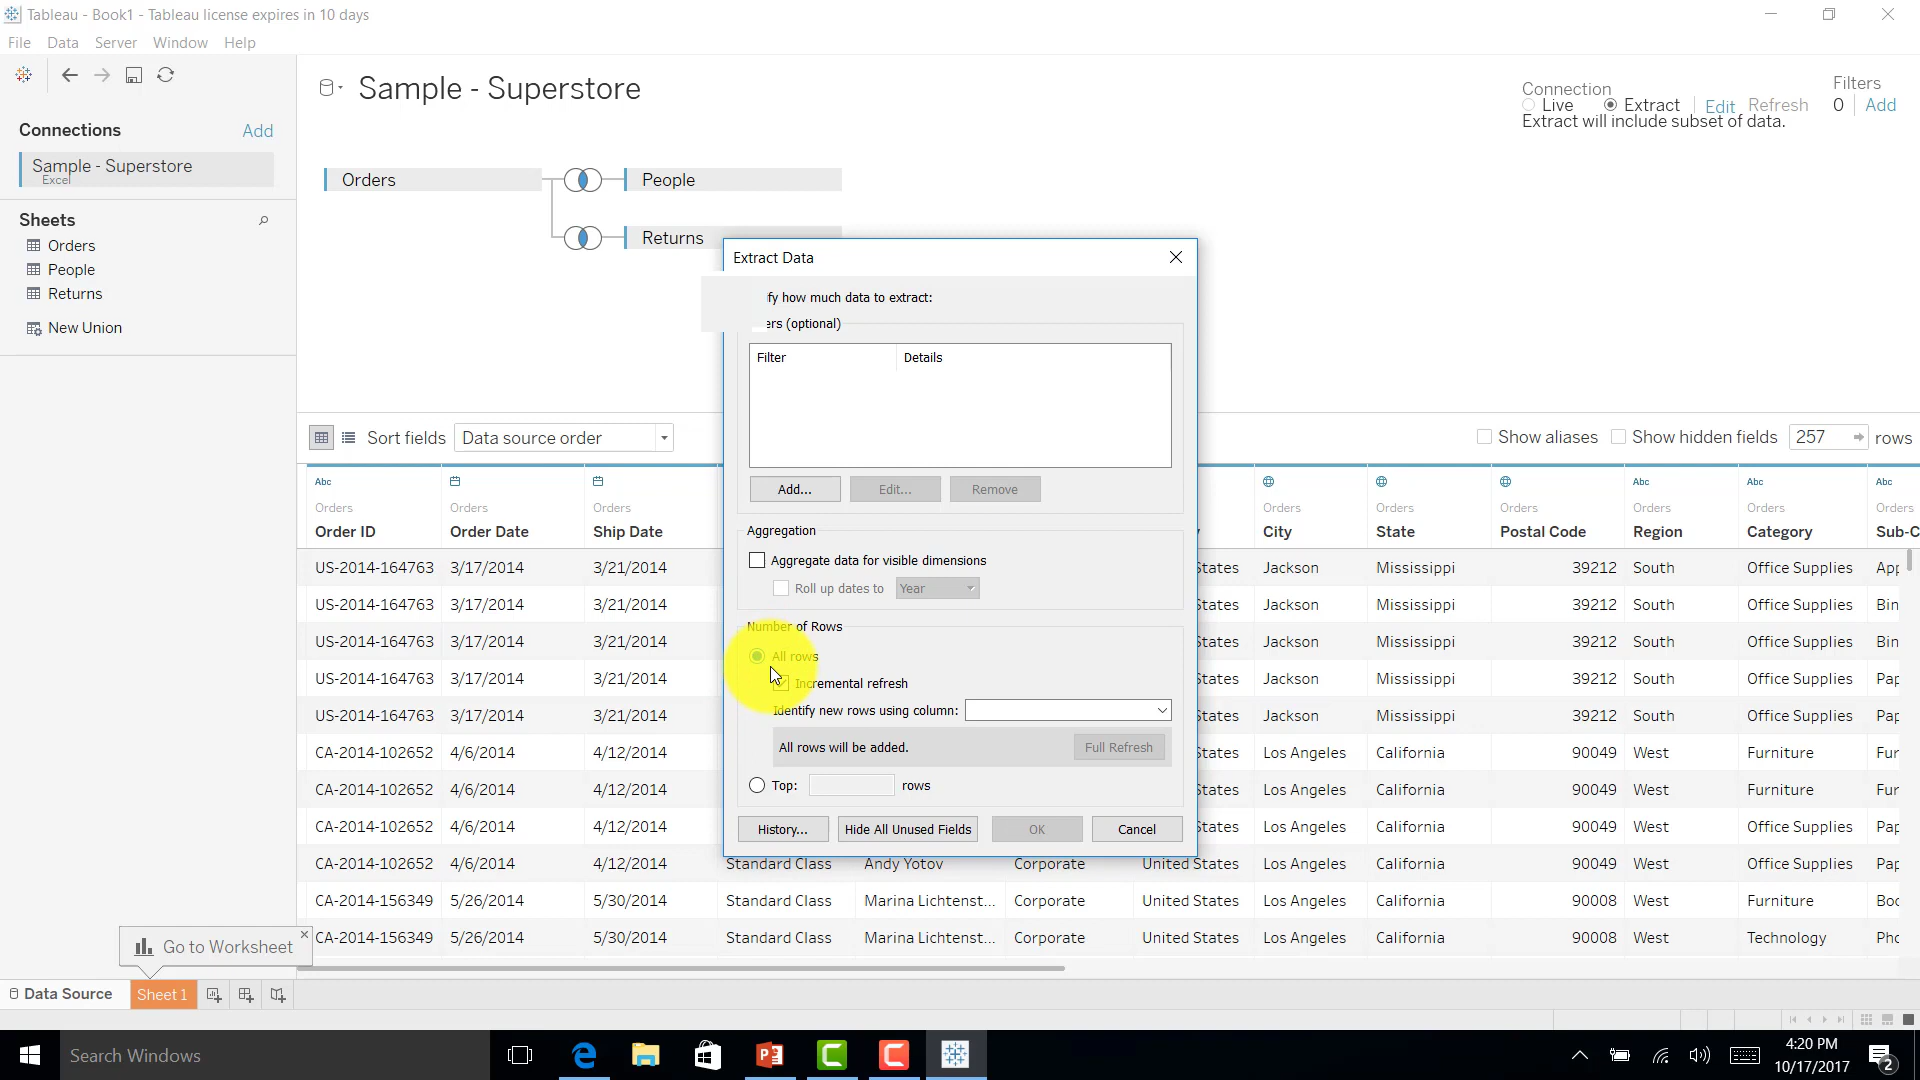 Tableau - Book1 - Tableau license expires in 10 days
File Data Server Window Help
Connections Add
Sample - Superstore
Excel
Sheets
Orders
People
Returns
New Union
Sample - Superstore
Connection
Live Extract Edit Refresh
Extract will include subset of data.
Filters
0 Add
Orders
People
Returns
Extract Data
ify how much data to extract:
ers (optional)
Filter Details
Add... Edit... Remove
Aggregation
Aggregate data for visible dimensions
Roll up dates to Year
Number of Rows
All rows
Incremental refresh
Identify new rows using column:
All rows will be added. Full Refresh
Top: rows
History... Hide All Unused Fields OK Cancel
Sort fields Data source order
Show aliases Show hidden fields 257 rows
Abc Abc Abc Abc
Orders Orders Orders Orders Orders Orders Orders Orders Orders
Order ID Order Date Ship Date City State Postal Code Region Category Sub-C
US-2014-164763 3/17/2014 3/21/2014 States Jackson Mississippi 39212 South Office Supplies App
US-2014-164763 3/17/2014 3/21/2014 States Jackson Mississippi 39212 South Office Supplies Bin
US-2014-164763 3/17/2014 3/21/2014 States Jackson Mississippi 39212 South Office Supplies Bin
US-2014-164763 3/17/2014 3/21/2014 States Jackson Mississippi 39212 South Office Supplies Pap
US-2014-164763 3/17/2014 3/21/2014 States Jackson Mississippi 39212 South Office Supplies Pap
CA-2014-102652 4/6/2014 4/12/2014 States Los Angeles California 90049 West Furniture Fur
CA-2014-102652 4/6/2014 4/12/2014 States Los Angeles California 90049 West Furniture Fur
CA-2014-102652 4/6/2014 4/12/2014 States Los Angeles California 90049 West Office Supplies Pap
CA-2014-102652 4/6/2014 4/12/2014 Standard Class Andy Yotov Corporate United States Los Angeles California 90049 West Office Supplies Pap
CA-2014-156349 5/26/2014 5/30/2014 Standard Class Marina Lichtenst... Corporate United States Los Angeles California 90008 West Furniture Boo
CA-2014-156349 5/26/2014 5/30/2014 Standard Class Marina Lichtenst... Corporate United States Los Angeles California 90008 West Technology Pho
Go to Worksheet
Data Source Sheet 1
Search Windows
4:20 PM
10/17/2017
2